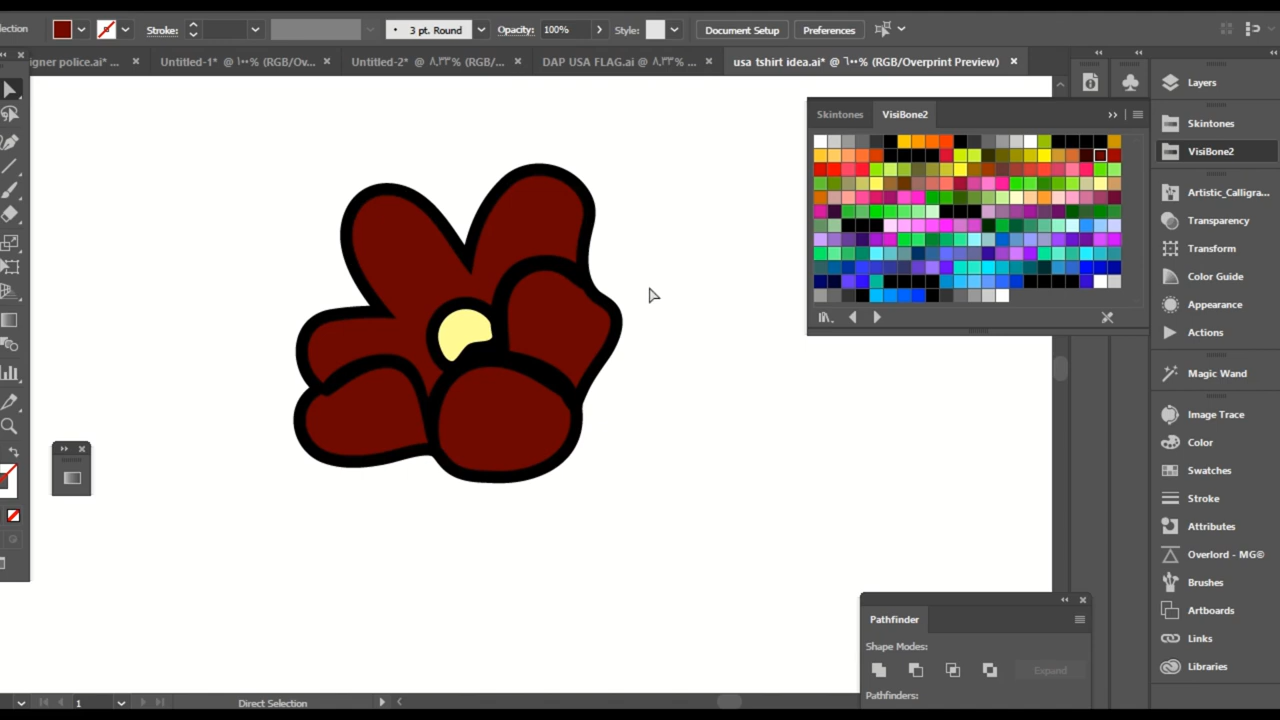 lection
Stroke:
3 pt. Round
Opacity:
100%
Style:
Document Setup
Preferences
igner police.ai* ...
Untitled-1* @ ١٠٠% (RGB/Ov...
Untitled-2* @ ٨,٣٣% (RGB/...
DAP USA FLAG.ai @ ٨,٣٣% ...
usa tshirt idea.ai* @ ٦٠٠% (RGB/Overprint Preview)
Skintones
VisiBone2
Layers
Skintones
VisiBone2
Artistic_Calligra...
Transparency
Transform
Color Guide
Appearance
Actions
Magic Wand
Image Trace
Color
Swatches
Stroke
Attributes
Overlord - MG©
Brushes
Artboards
Links
Libraries
Pathfinder
Shape Modes:
Expand
Pathfinders:
1
Direct Selection